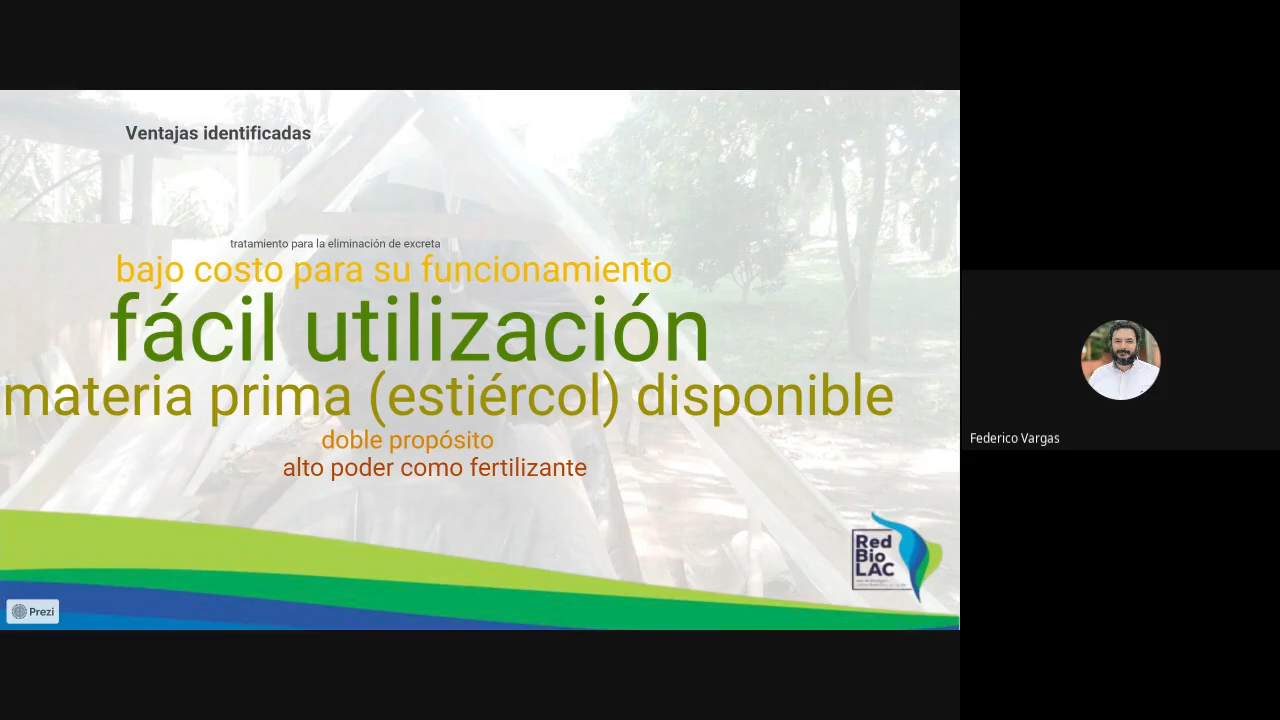 Ventajas identificadas
tratamiento para la eliminación de excreta
bajo costo para su funcionamiento
fácil utilización
materia prima (estiércol) disponible
doble propósito
alto poder como fertilizante
Red
Bio
LAC
Prezi
Federico Vargas